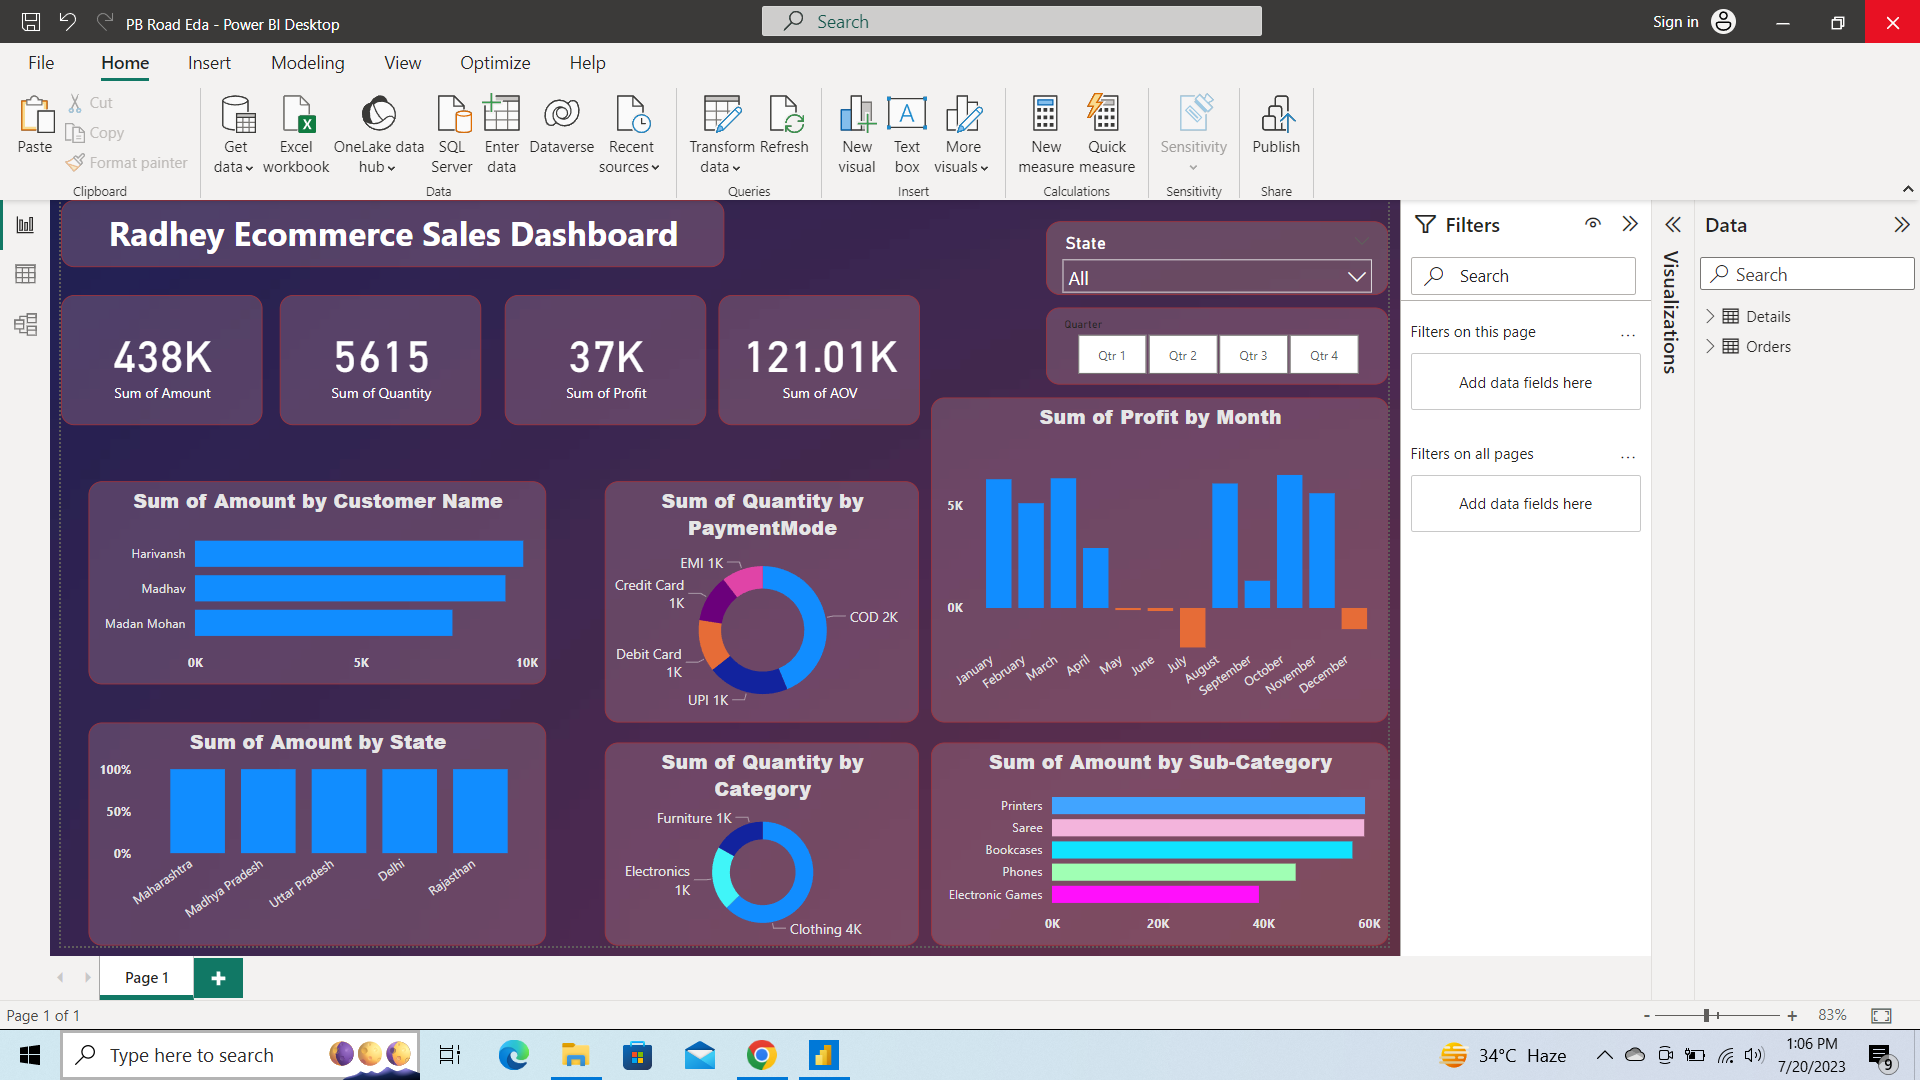 PB Road Eda - Power BI Desktop
Search
Sign in
File
Home
Insert
Modeling
View
Optimize
Help
Paste
Cut
Copy
Format painter
Clipboard
Get data
Excel workbook
OneLake data hub
SQL Server
Enter data
Dataverse
Recent sources
Data
Transform data
Refresh
Queries
New visual
Text box
More visuals
Insert
New measure
Quick measure
Calculations
Sensitivity
Sensitivity
Publish
Share
Radhey Ecommerce Sales Dashboard
State
All
Quarter
Qtr 1
Qtr 2
Qtr 3
Qtr 4
438K
Sum of Amount
5615
Sum of Quantity
37K
Sum of Profit
121.01K
Sum of AOV
Sum of Profit by Month
5K
0K
January
February
March
April
May
June
July
August
September
October
November
December
Sum of Amount by Customer Name
Harivansh
Madhav
Madan Mohan
0K
5K
10K
Sum of Quantity by
PaymentMode
EMI 1K
Credit Card
1K
Debit Card
1K
UPI 1K
COD 2K
Sum of Amount by State
100%
50%
0%
Maharashtra
Madhya Pradesh
Uttar Pradesh
Delhi
Rajasthan
Sum of Quantity by
Category
Furniture 1K
Electronics
1K
Clothing 4K
Sum of Amount by Sub-Category
Printers
Saree
Bookcases
Phones
Electronic Games
0K
20K
40K
60K
Filters
Search
Filters on this page
...
Add data fields here
Filters on all pages
...
Add data fields here
Visualizations
Data
Search
Details
Orders
Page 1
+
Page 1 of 1
- + 83%
Type here to search
34°C Haze
1:06 PM
7/20/2023
9